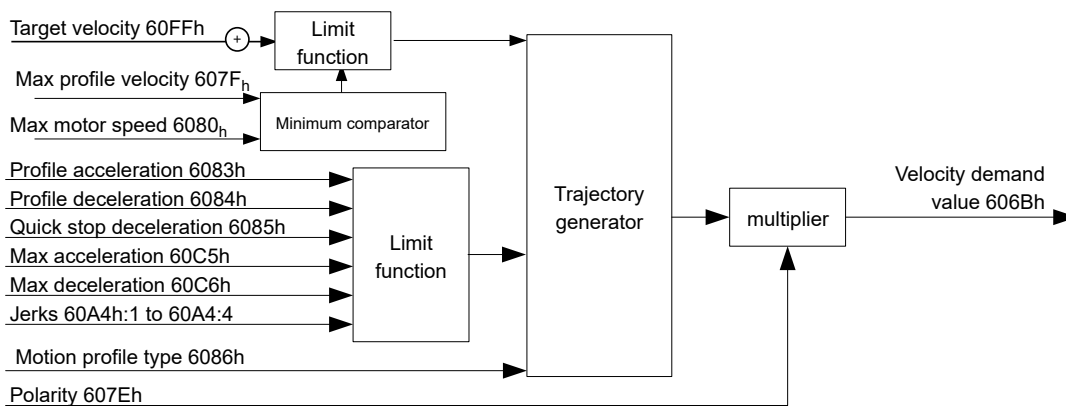 Target velocity 60FFh
+
Limit
function
Max profile velocity 607Fh
Minimum comparator
Max motor speed 6080h
Profile acceleration 6083h
Profile deceleration 6084h
Quick stop deceleration 6085h
Max acceleration 60C5h
Max deceleration 60C6h
Jerks 60A4h:1 to 60A4:4
Limit
function
Motion profile type 6086h
Polarity 607Eh
Trajectory
generator
multiplier
Velocity demand
value 606Bh